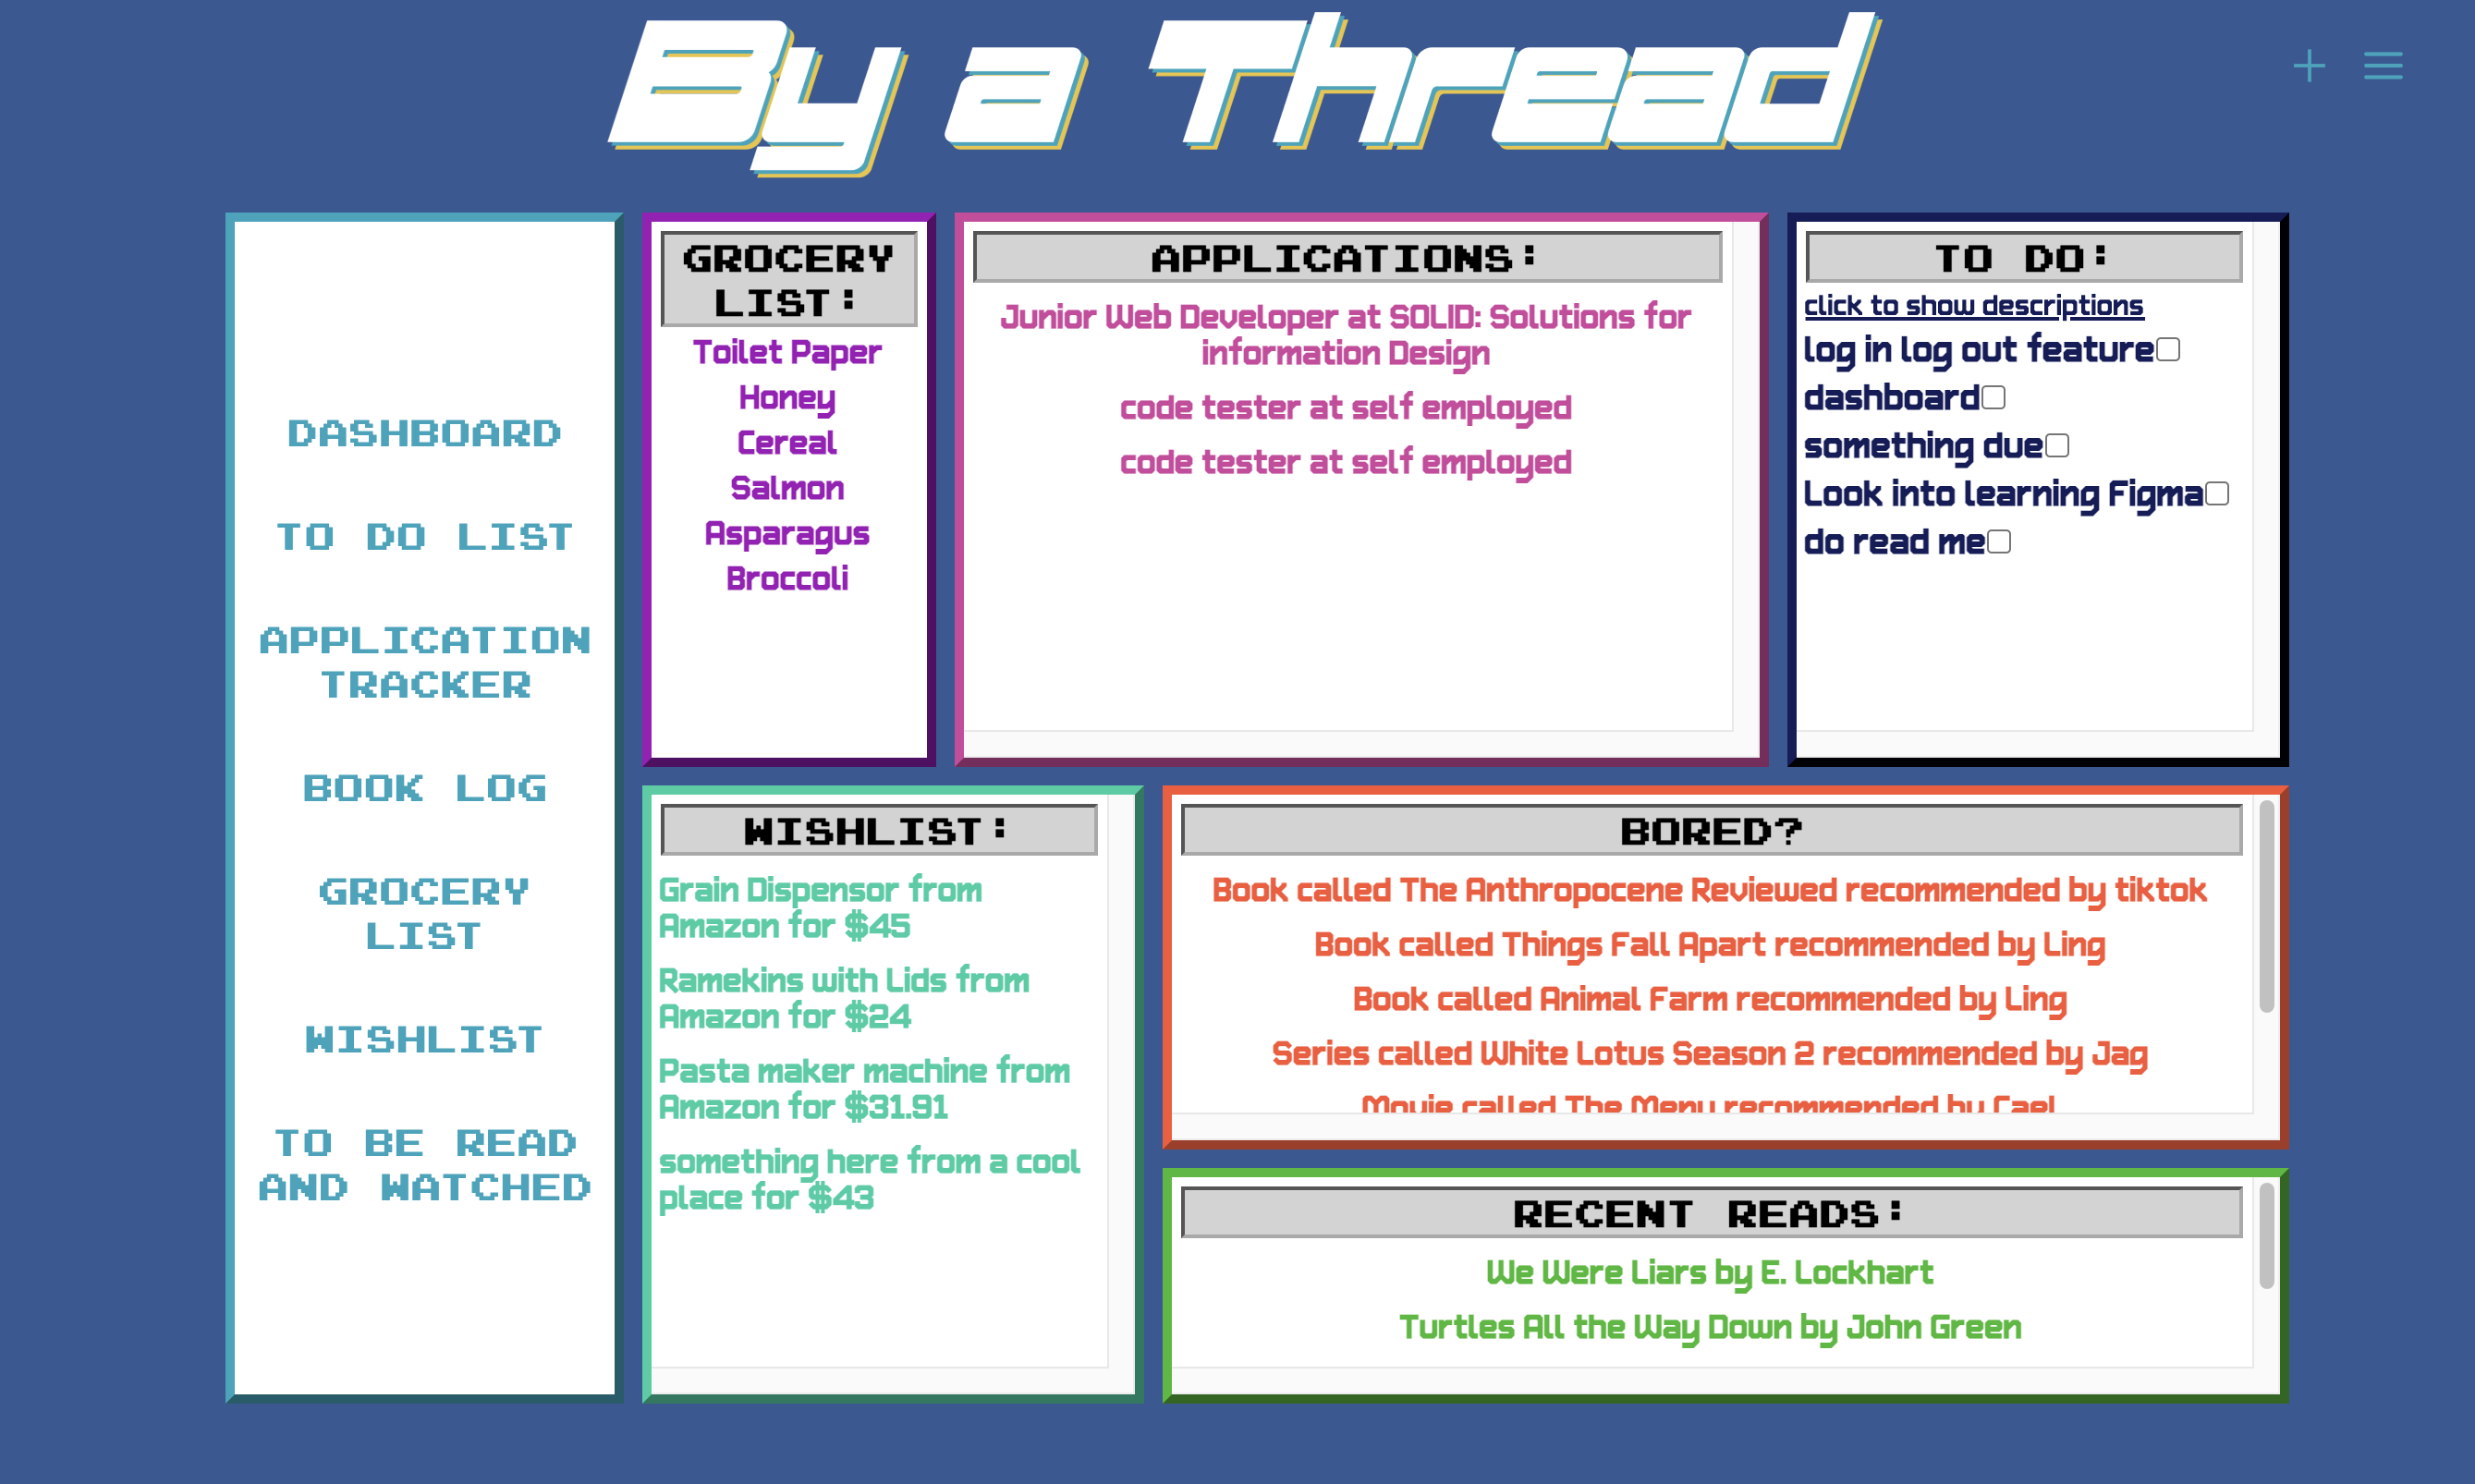 By a Thread
DASHBOARD
TO DO LIST
APPLICATION
TRACKER
BOOK LOG
GROCERY
LIST
WISHLIST
TO BE READ
AND WATCHED
GROCERY
LIST:
Toilet Paper
Honey
Cereal
Salmon
Asparagus
Broccoli
APPLICATIONS:
Junior Web Developer at SOLID: Solutions for
information Design
code tester at self employed
code tester at self employed
TO DO:
click to show descriptions
log in log out feature
dashboard
something due
Look into learning Figma
do read me
WISHLIST:
Grain Dispensor from
Amazon for $45
Ramekins with Lids from
Amazon for $24
Pasta maker machine from
Amazon for $31.91
something here from a cool
place for $43
BORED?
Book called The Anthropocene Reviewed recommended by tiktok
Book called Things Fall Apart recommended by Ling
Book called Animal Farm recommended by Ling
Series called White Lotus Season 2 recommended by Jag
Movie called The Menu recommended by Cael
RECENT READS:
We Were Liars by E. Lockhart
Turtles All the Way Down by John Green